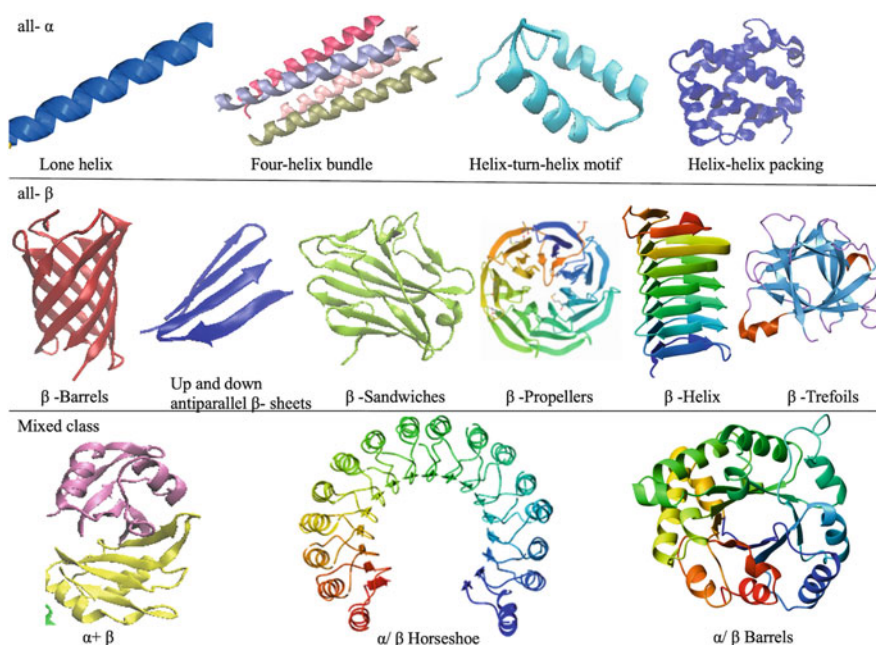 all- α
Lone helix
Four-helix bundle
Helix-turn-helix motif
Helix-helix packing
all- β
β -Barrels
Up and down
antiparallel β- sheets
β -Sandwiches
β -Propellers
β -Helix
β -Trefoils
Mixed class
α+ β
α/ β Horseshoe
α/ β Barrels